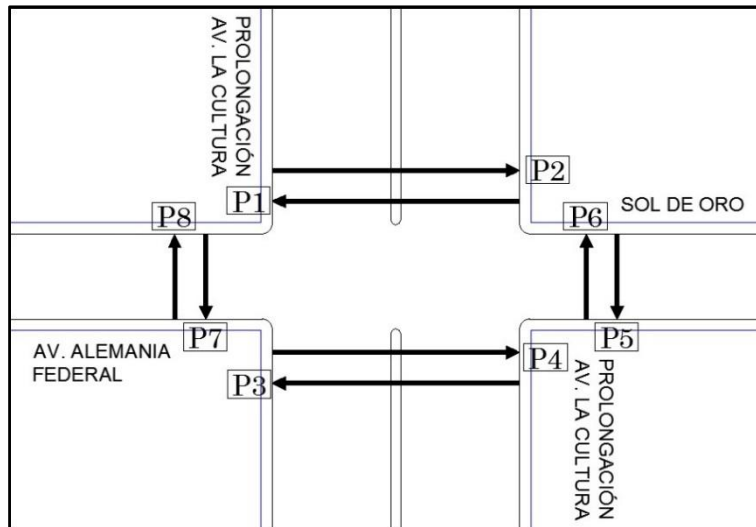 PROLONGACIÓN
AV. LA CULTURA
P2
P1
P8
P6
SOL DE ORO
P7
P5
AV. ALEMANIA
FEDERAL
P4
P3
PROLONGACIÓN
AV. LA CULTURA